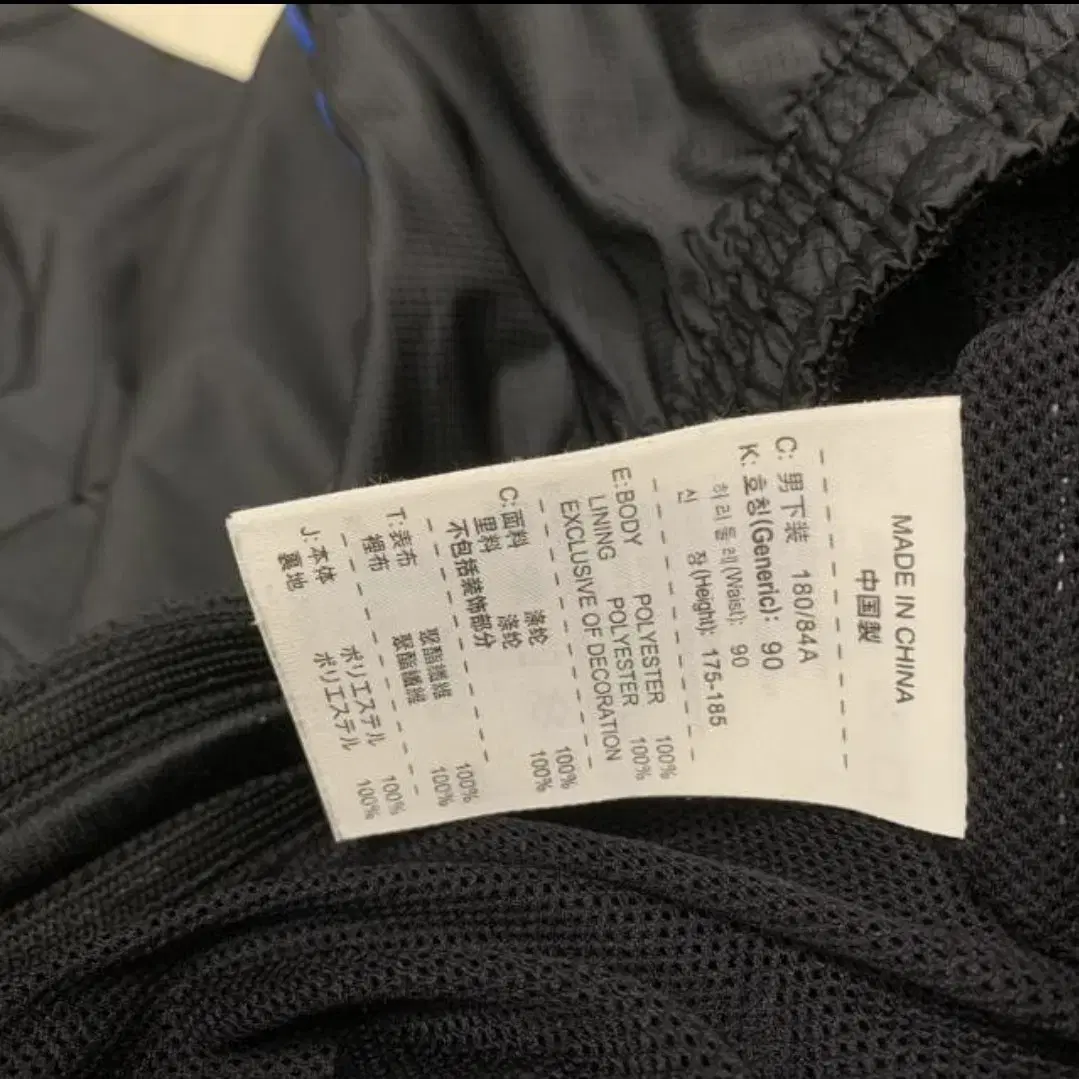 MADE IN CHINA
中国製
C: 男下装 180/84A
K: 호칭(Generic): 90
허리둘레(Waist): 90
신 장(Height): 175-185
E: BODY POLYESTER 100%
LINING POLYESTER 100%
EXCLUSIVE OF DECORATION
C: 面料 涤纶 100%
里料 涤纶 100%
不包括装饰部分
T: 表布 聚酯纖維 100%
裡布 聚酯纖維 100%
J: 本体 ポリエステル 100%
裏地 ポリエステル 100%